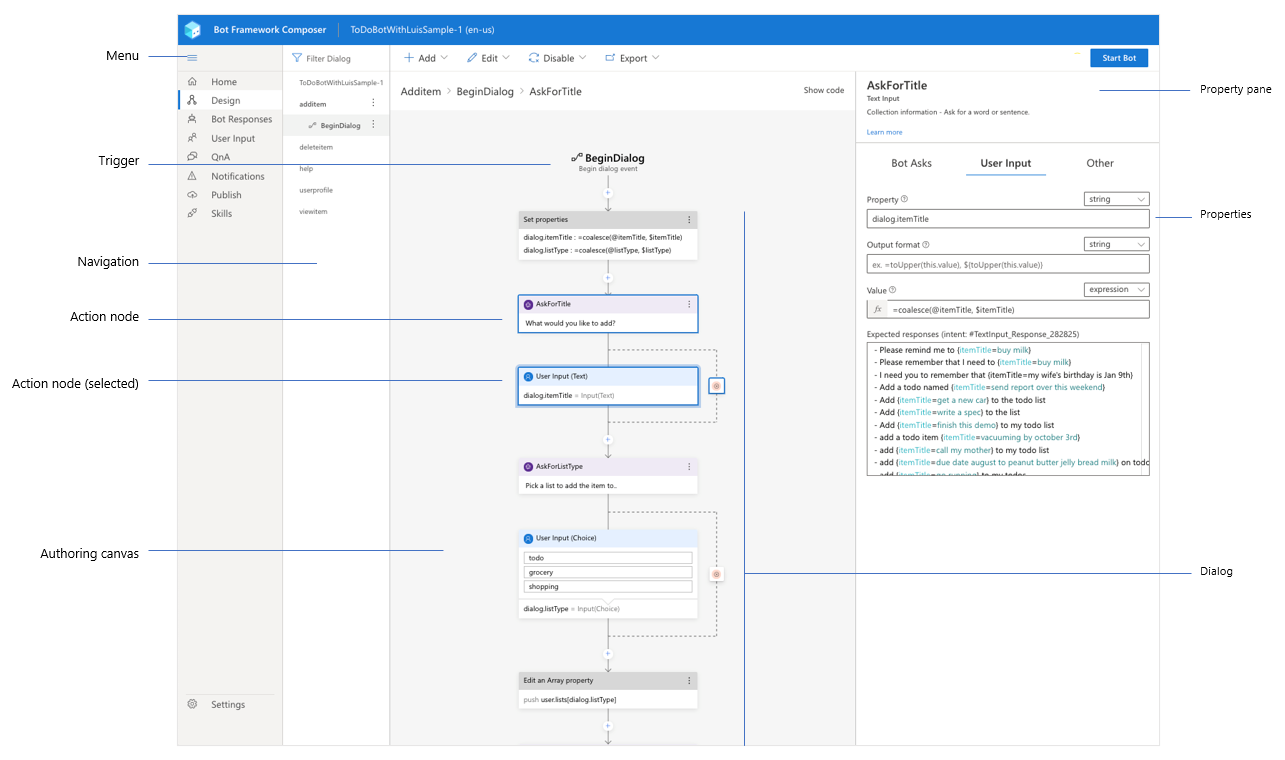 Bot Framework Composer
ToDoBotWithLuisSample-1 (en-us)
Menu
Trigger
Navigation
Action node
Action node (selected)
Authoring canvas
Home
Design
Bot Responses
User Input
QnA
Notifications
Publish
Skills
Settings
Filter Dialog
ToDoBotWithLuisSample-1
additem
BeginDialog
deleteitem
help
userprofile
viewitem
Add
Edit
Disable
Export
Start Bot
Additem > BeginDialog > AskForTitle
Show code
BeginDialog
Begin dialog event
Set properties
dialog.itemTitle : =coalesce(@itemTitle, $itemTitle)
dialog.listType : =coalesce(@listType, $listType)
AskForTitle
What would you like to add?
User Input (Text)
dialog.itemTitle = Input(Text)
AskForListType
Pick a list to add the item to..
User Input (Choice)
todo
grocery
shopping
dialog.listType = Input(Choice)
Edit an Array property
push user.lists[dialog.listType]
AskForTitle
Text Input
Collection information - Ask for a word or sentence.
Learn more
Bot Asks
User Input
Other
Property
string
dialog.itemTitle
Output format
string
ex. =toUpper(this.value), ${toUpper(this.value)}
Value
expression
fx =coalesce(@itemTitle, $itemTitle)
Expected responses (intent: #TextInput_Response_282825)
- Please remind me to {itemTitle=buy milk}
- Please remember that I need to {itemTitle=buy milk}
- I need you to remember that {itemTitle=my wife's birthday is Jan 9th}
- Add a todo named {itemTitle=send report over this weekend}
- Add {itemTitle=get a new car} to the todo list
- Add {itemTitle=write a spec} to the list
- Add {itemTitle=finish this demo} to my todo list
- add a todo item {itemTitle=vacuuming by october 3rd}
- add {itemTitle=call my mother} to my todo list
- add {itemTitle=due date august to peanut butter jelly bread milk} on todo
- add {itemTitle=go running} to my todos
Property pane
Properties
Dialog